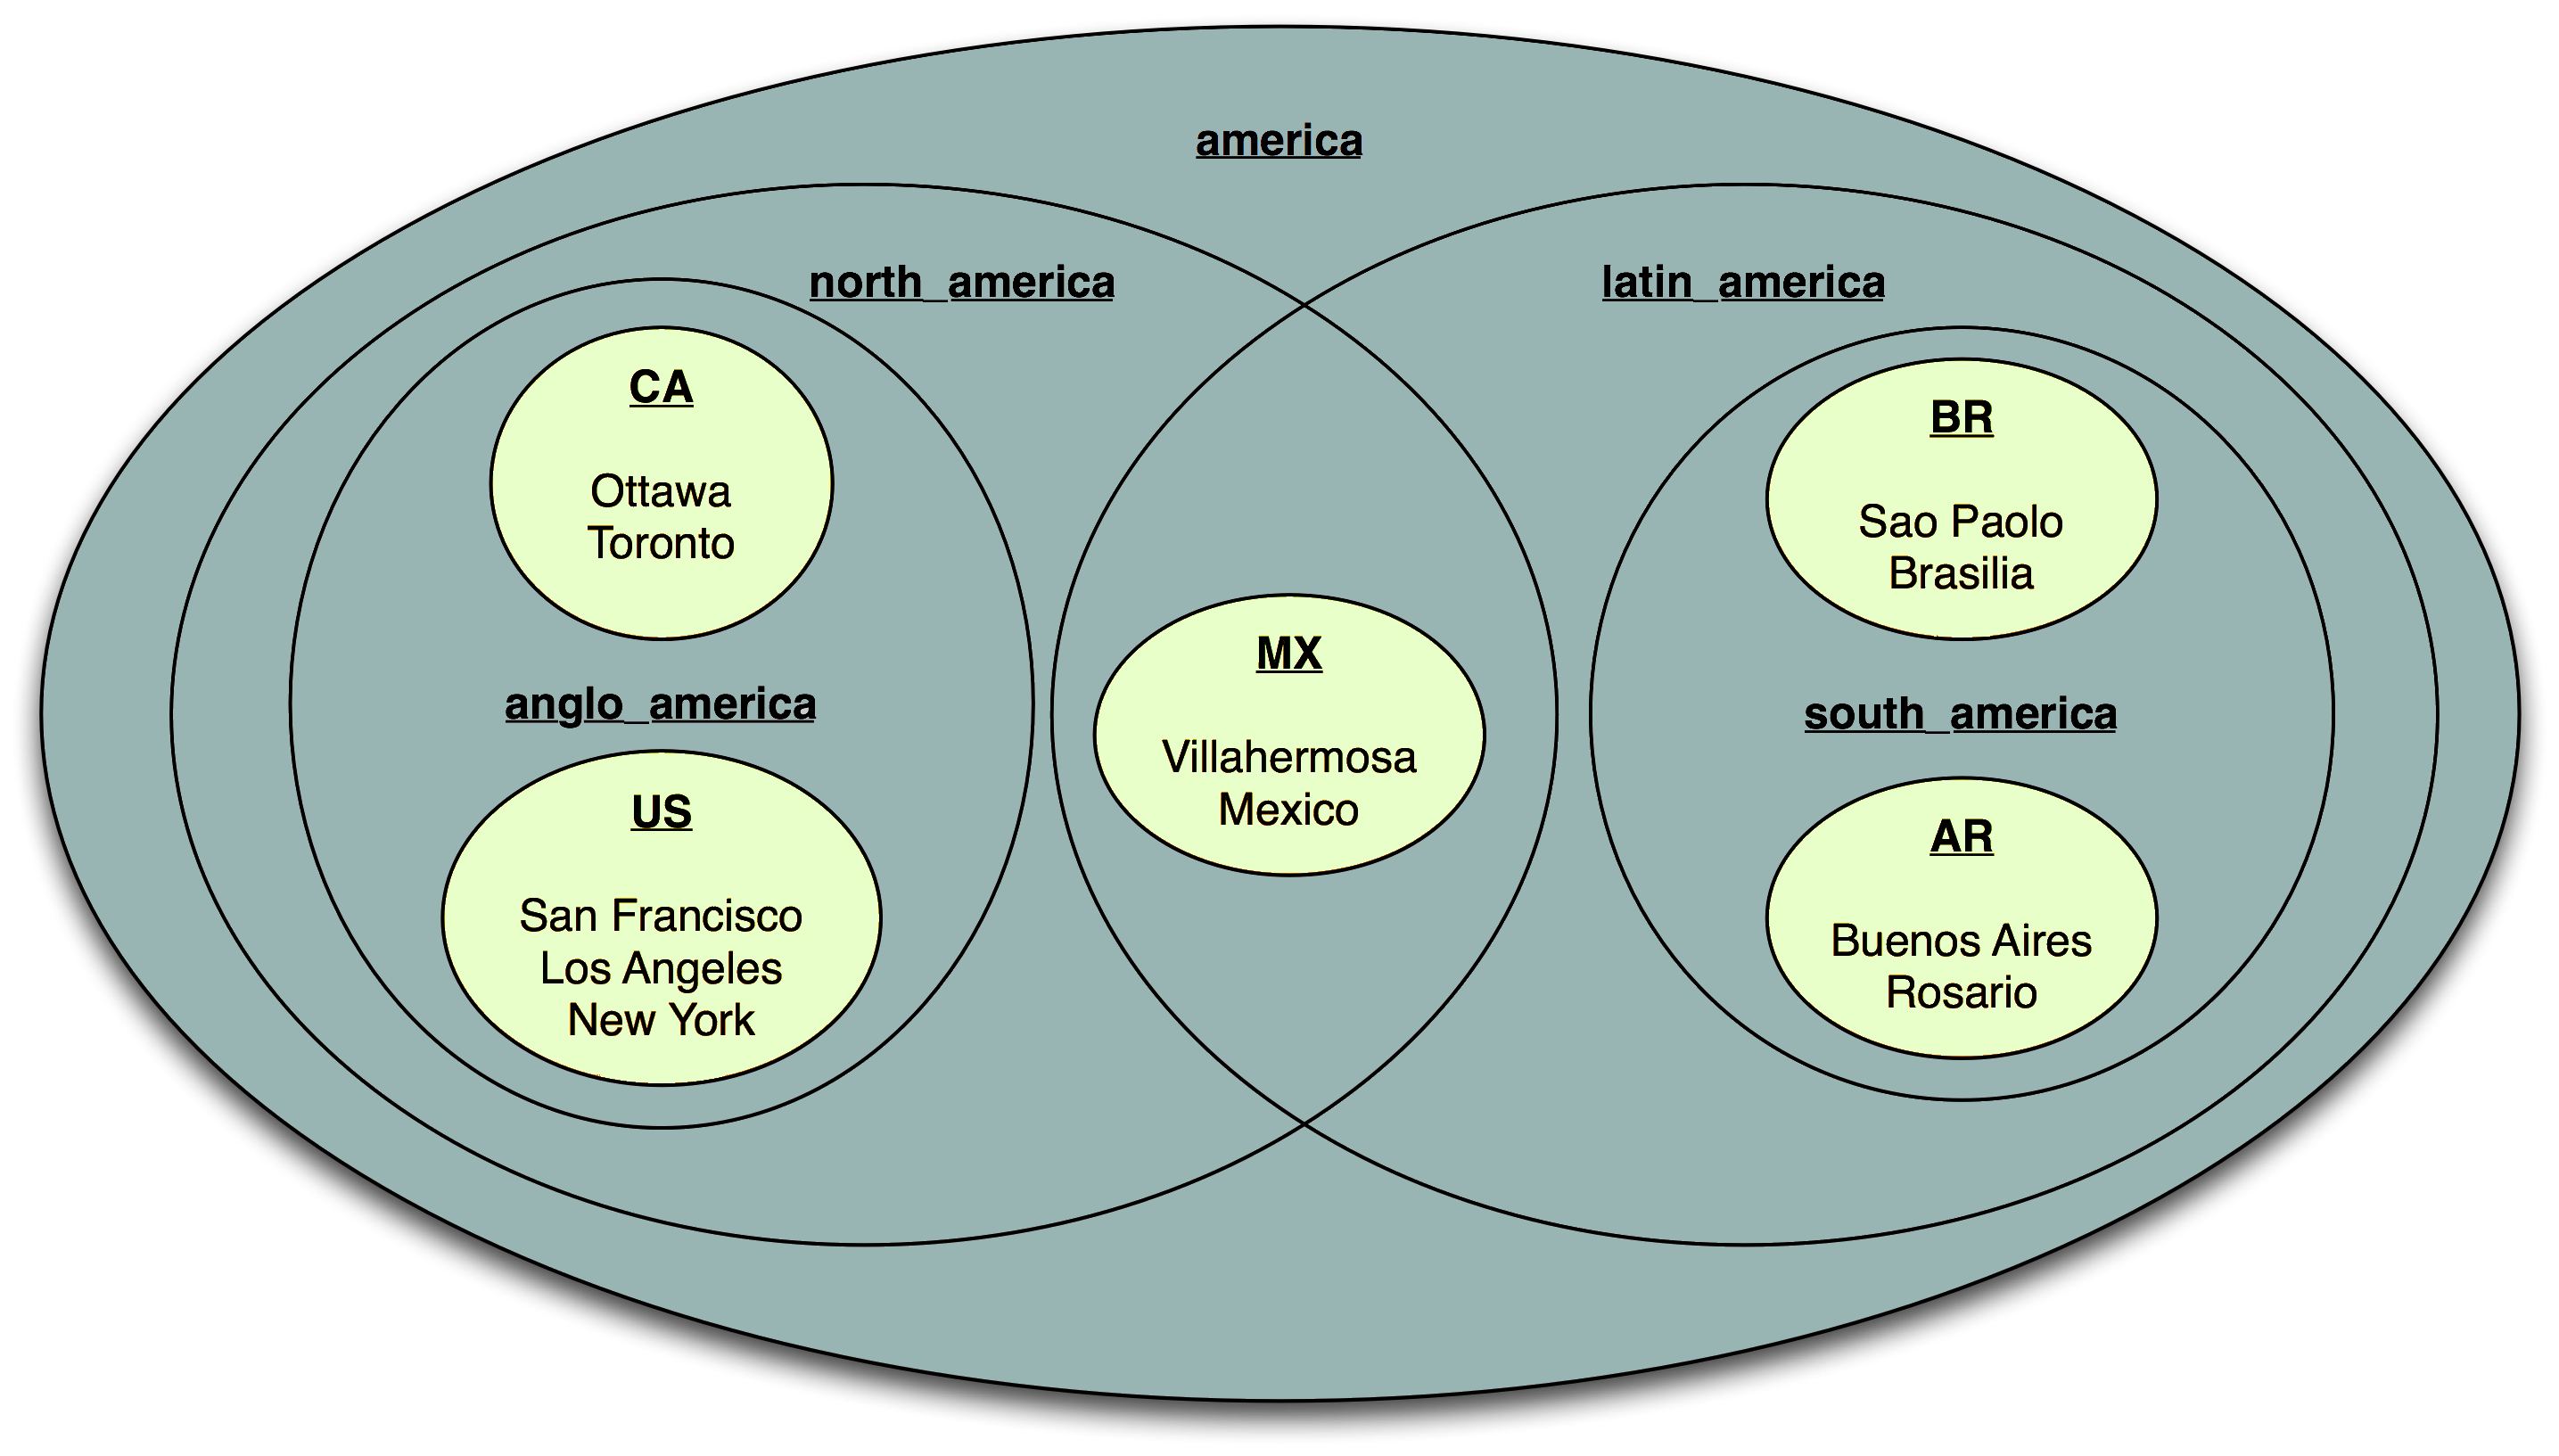 america
north_america
latin_america
CA
Ottawa
Toronto
anglo_america
US
San Francisco
Los Angeles
New York
MX
Villahermosa
Mexico
BR
Sao Paolo
Brasilia
south_america
AR
Buenos Aires
Rosario